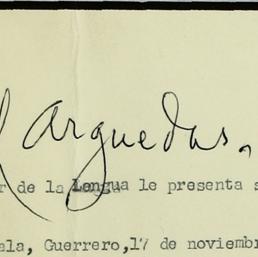 Arguedas.
r de la Lengua le presenta s
ela, Guerrero,17 de noviembr